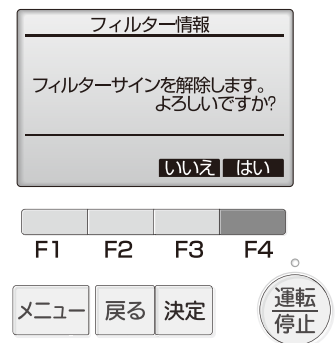 フィルター情報
フィルターサインを解除します。
よろしいですか?
いいえ はい
F1 F2 F3 F4
メニュー 戻る 決定 運転
停止